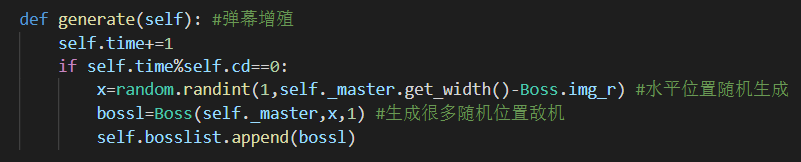 def generate(self): #弹幕增殖
self.time+=1
if self.time%self.cd==0:
x=random.randint(1,self._master.get_width()-Boss.img_r) #水平位置随机生成
bossl=Boss(self._master,x,1) #生成很多随机位置敌机
self.bosslist.append(bossl)